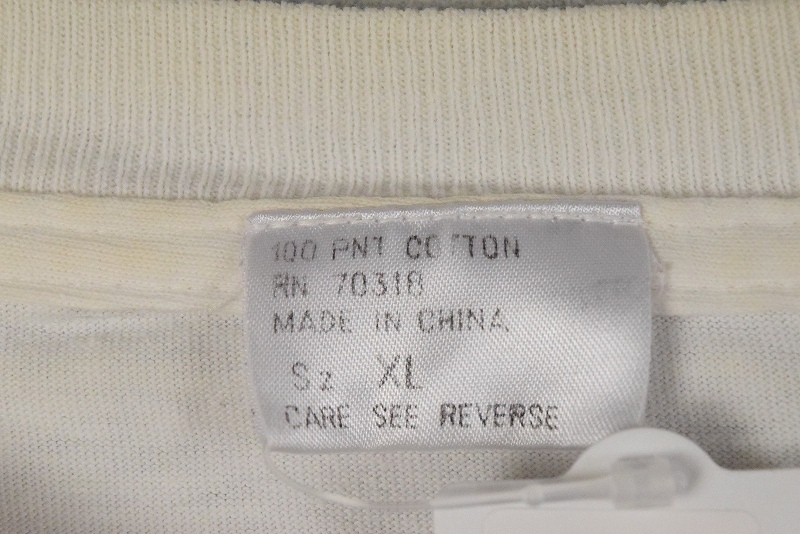 100 PNT COTTON
RN 70318
MADE IN CHINA
Sz XL
CARE SEE REVERSE